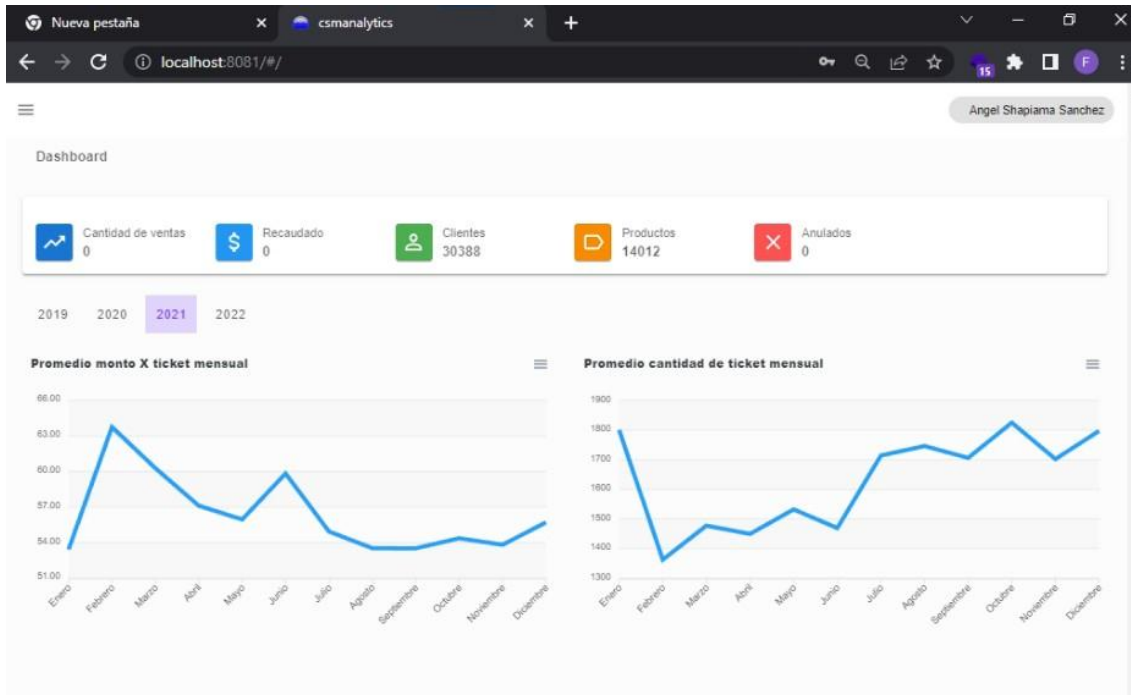 Nueva pestaña
csmanalytics
localhost:8081/#/
15
F
Angel Shapiama Sanchez
Dashboard
Cantidad de ventas
0
Recaudado
0
Clientes
30388
Productos
14012
Anulados
0
2019 2020 2021 2022
Promedio monto X ticket mensual
66.00
63.00
60.00
57.00
54.00
51.00
Enero Febrero Marzo Abril Mayo Junio Julio Agosto Septiembre Octubre Noviembre Diciembre
Promedio cantidad de ticket mensual
1900
1800
1700
1600
1500
1400
1300
Enero Febrero Marzo Abril Mayo Junio Julio Agosto Septiembre Octubre Noviembre Diciembre